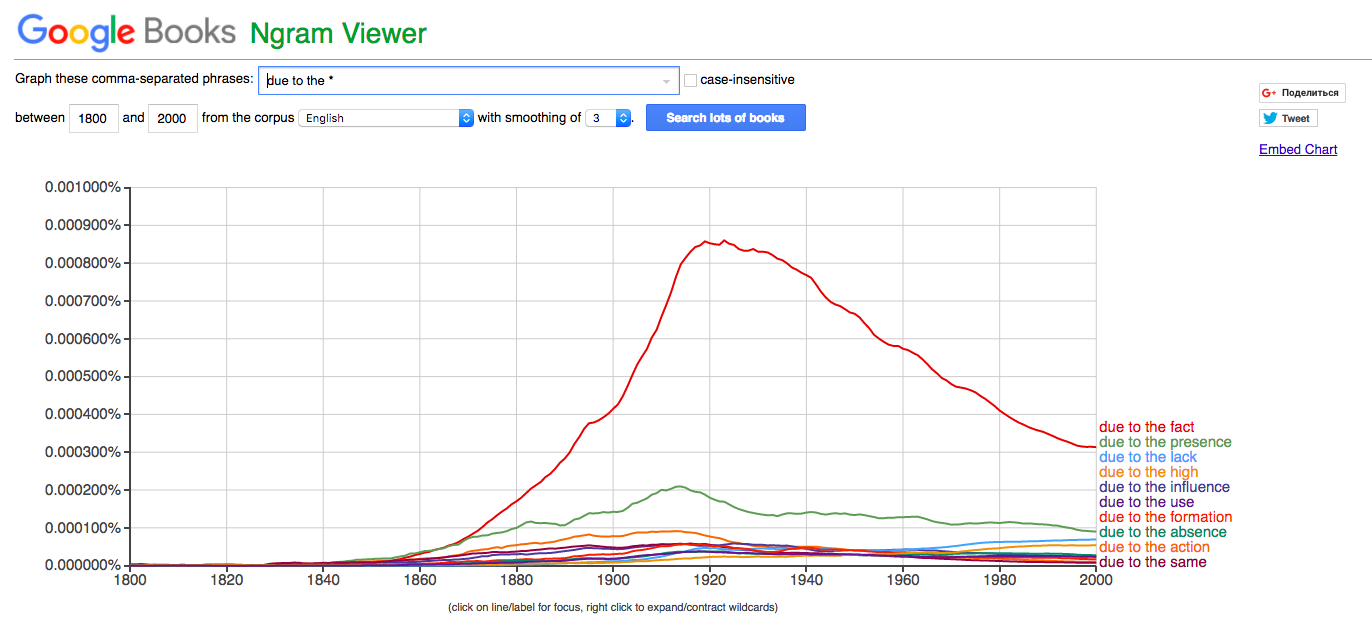 Google Books Ngram Viewer
Graph these comma-separated phrases: due to the * case-insensitive
between 1800 and 2000 from the corpus English with smoothing of 3 . Search lots of books
G+ Поделиться
Tweet
Embed Chart
0.001000%
0.000900%
0.000800%
0.000700%
0.000600%
0.000500%
0.000400%
0.000300%
0.000200%
0.000100%
0.000000%
1800 1820 1840 1860 1880 1900 1920 1940 1960 1980 2000
due to the fact
due to the presence
due to the lack
due to the high
due to the influence
due to the use
due to the formation
due to the absence
due to the action
due to the same
(click on line/label for focus, right click to expand/contract wildcards)